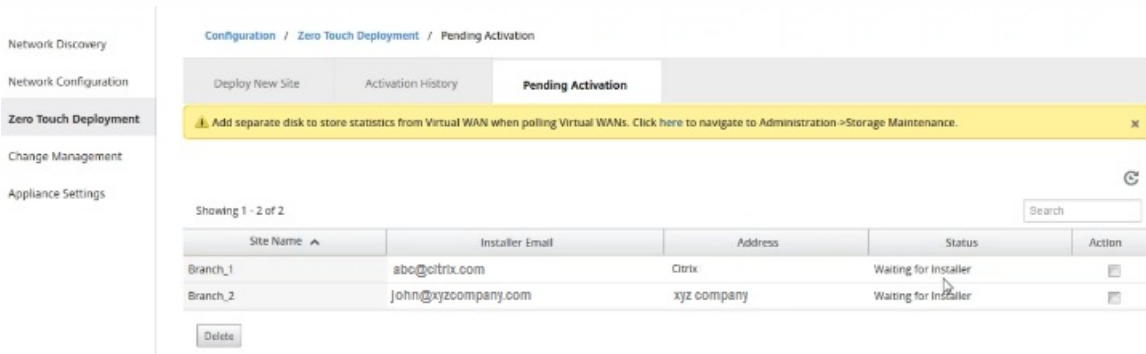 Network Discovery
Network Configuration
Zero Touch Deployment
Change Management
Appliance Settings
Configuration / Zero Touch Deployment / Pending Activation
Deploy New Site Activation History Pending Activation
Add separate disk to store statistics from Virtual WAN when polling Virtual WANs. Click here to navigate to Administration->Storage Maintenance. ×
Showing 1 - 2 of 2 Search
Site Name Installer Email Address Status Action
Branch_1 abc@citrix.com Citrix Waiting for Installer
Branch_2 john@xyzcompany.com xyz company Waiting for Installer
Delete